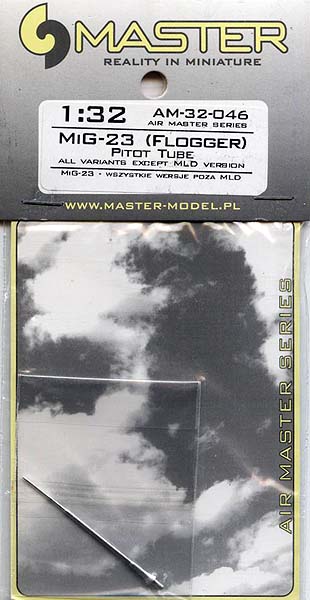 MASTER
REALITY IN MINIATURE
1:32
AM-32-046
AIR MASTER SERIES
MiG-23 (FLOGGER)
PITOT TUBE
ALL VARIANTS EXCEPT MLD VERSION
MiG-23 - WSZYSTKIE WERSJE POZA MLD
WWW.MASTER-MODEL.PL
AIR MASTER SERIES